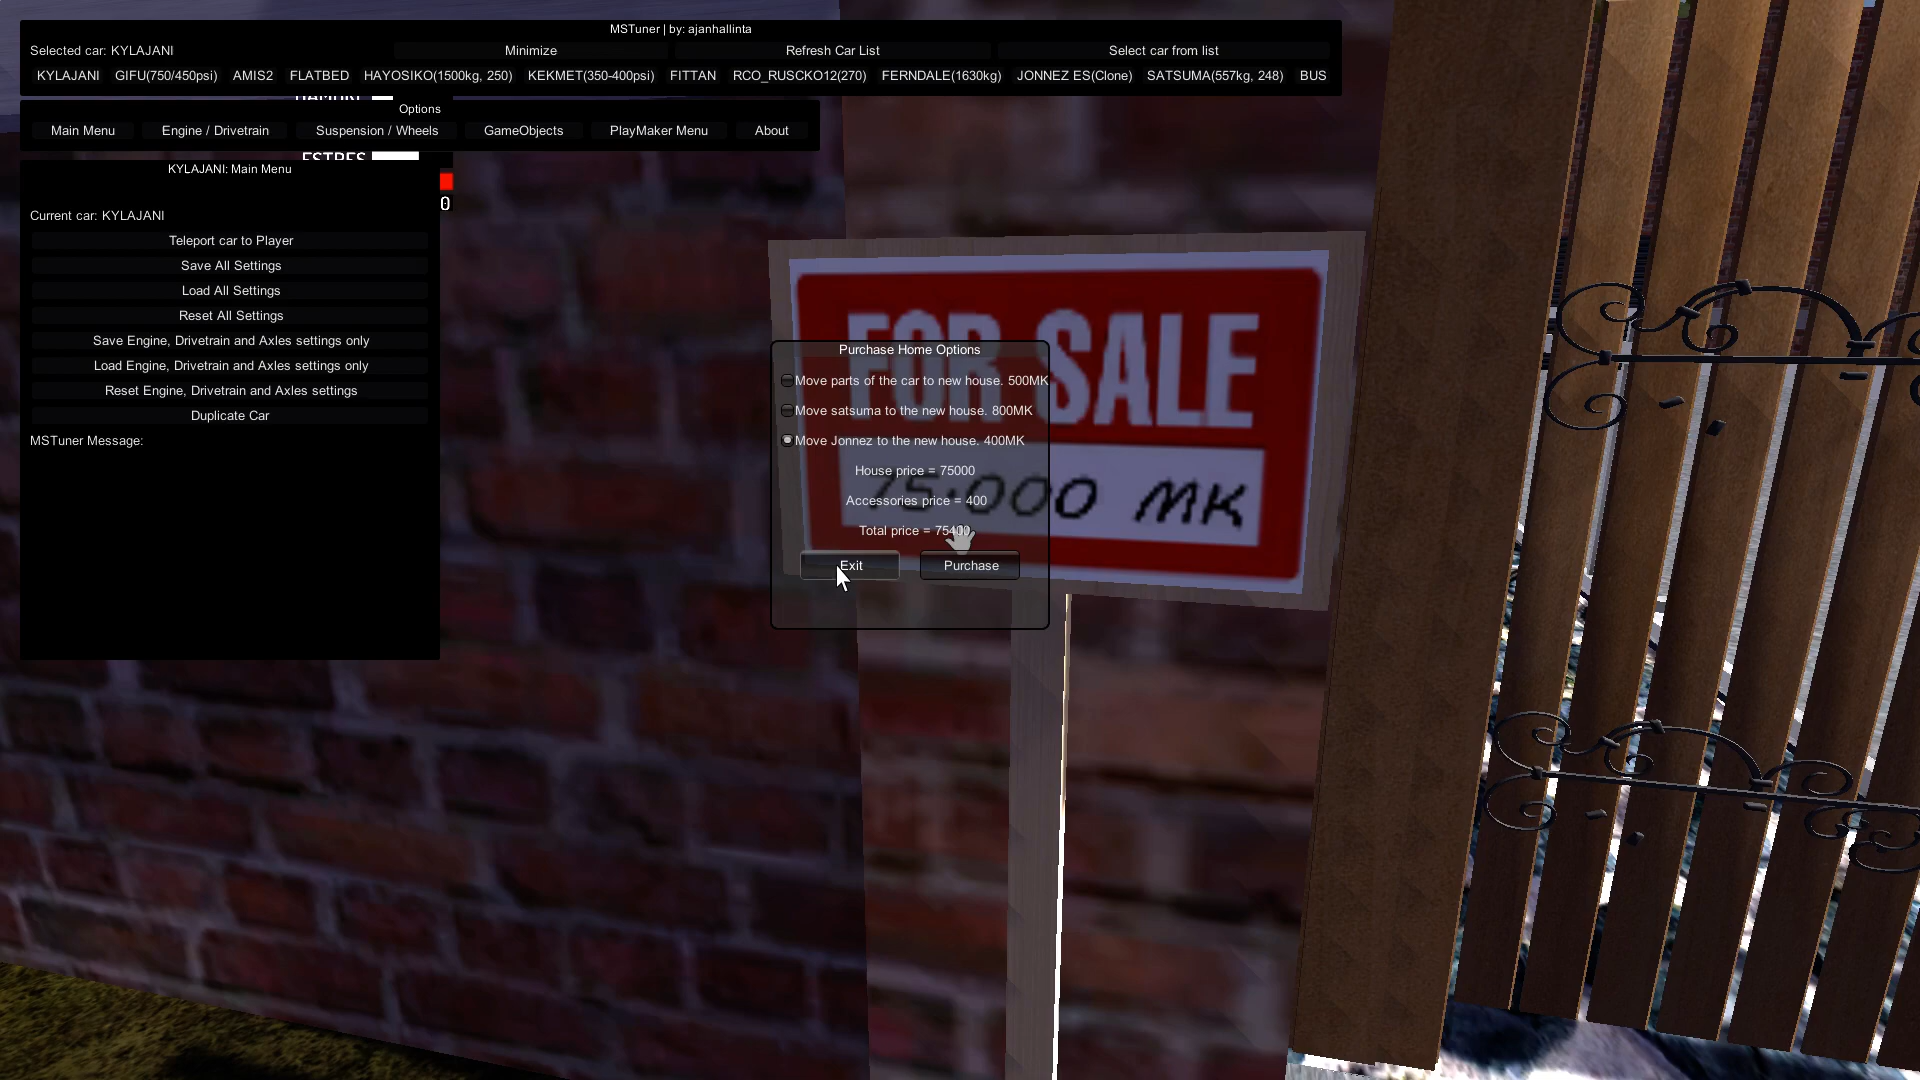 MSTuner | by: ajanhallinta
Selected car: KYLAJANI Minimize Refresh Car List Select car from list
KYLAJANI GIFU(750/450psi) AMIS2 FLATBED HAYOSIKO(1500kg, 250) KEKMET(350-400psi) FITTAN RCO_RUSCKO12(270) FERNDALE(1630kg) JONNEZ ES(Clone) SATSUMA(557kg, 248) BUS
Options
Main Menu Engine / Drivetrain Suspension / Wheels GameObjects PlayMaker Menu About
KYLAJANI: Main Menu
0
Current car: KYLAJANI
Teleport car to Player
Save All Settings
Load All Settings
Reset All Settings
Save Engine, Drivetrain and Axles settings only
Load Engine, Drivetrain and Axles settings only
Reset Engine, Drivetrain and Axles settings
Duplicate Car
MSTuner Message:
FOR SALE
75.000 MK
Purchase Home Options
Move parts of the car to new house. 500MK
Move satsuma to the new house. 800MK
Move Jonnez to the new house. 400MK
House price = 75000
Accessories price = 400
Total price = 75400
Exit Purchase